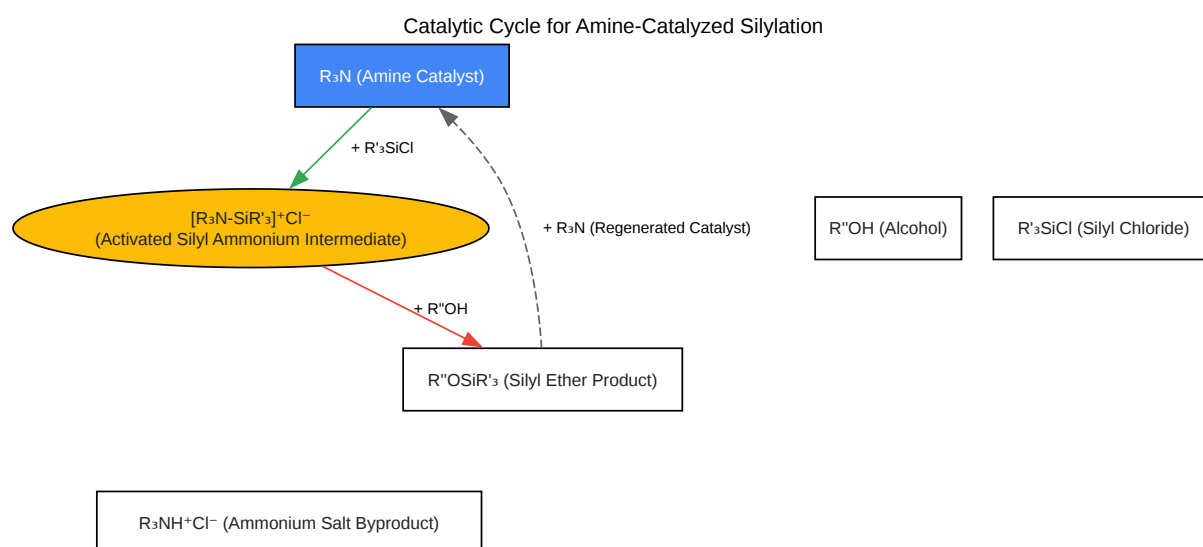 Catalytic Cycle for Amine-Catalyzed Silylation
R₃N (Amine Catalyst)
+ R'₃SiCl
[R₃N-SiR'₃]⁺Cl⁻
(Activated Silyl Ammonium Intermediate)
+ R₃N (Regenerated Catalyst)
R''OH (Alcohol)
R'₃SiCl (Silyl Chloride)
+ R''OH
R''OSiR'₃ (Silyl Ether Product)
R₃NH⁺Cl⁻ (Ammonium Salt Byproduct)